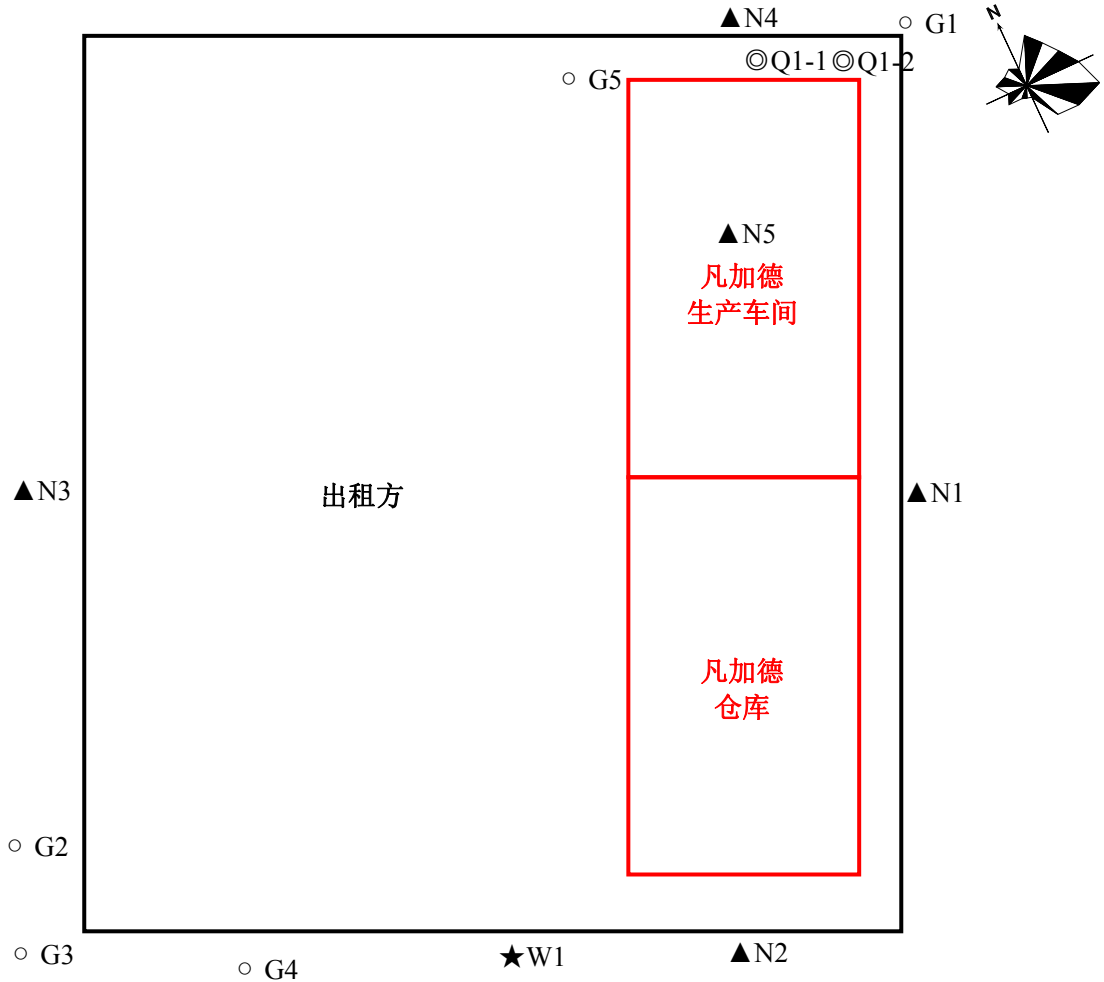 ▲N4
○ G1
N
◎Q1-1 ◎Q1-2
○ G5
▲N5
凡加德
生产车间
▲N3
出租方
▲N1
凡加德
仓库
○ G2
○ G3
○ G4
★W1
▲N2